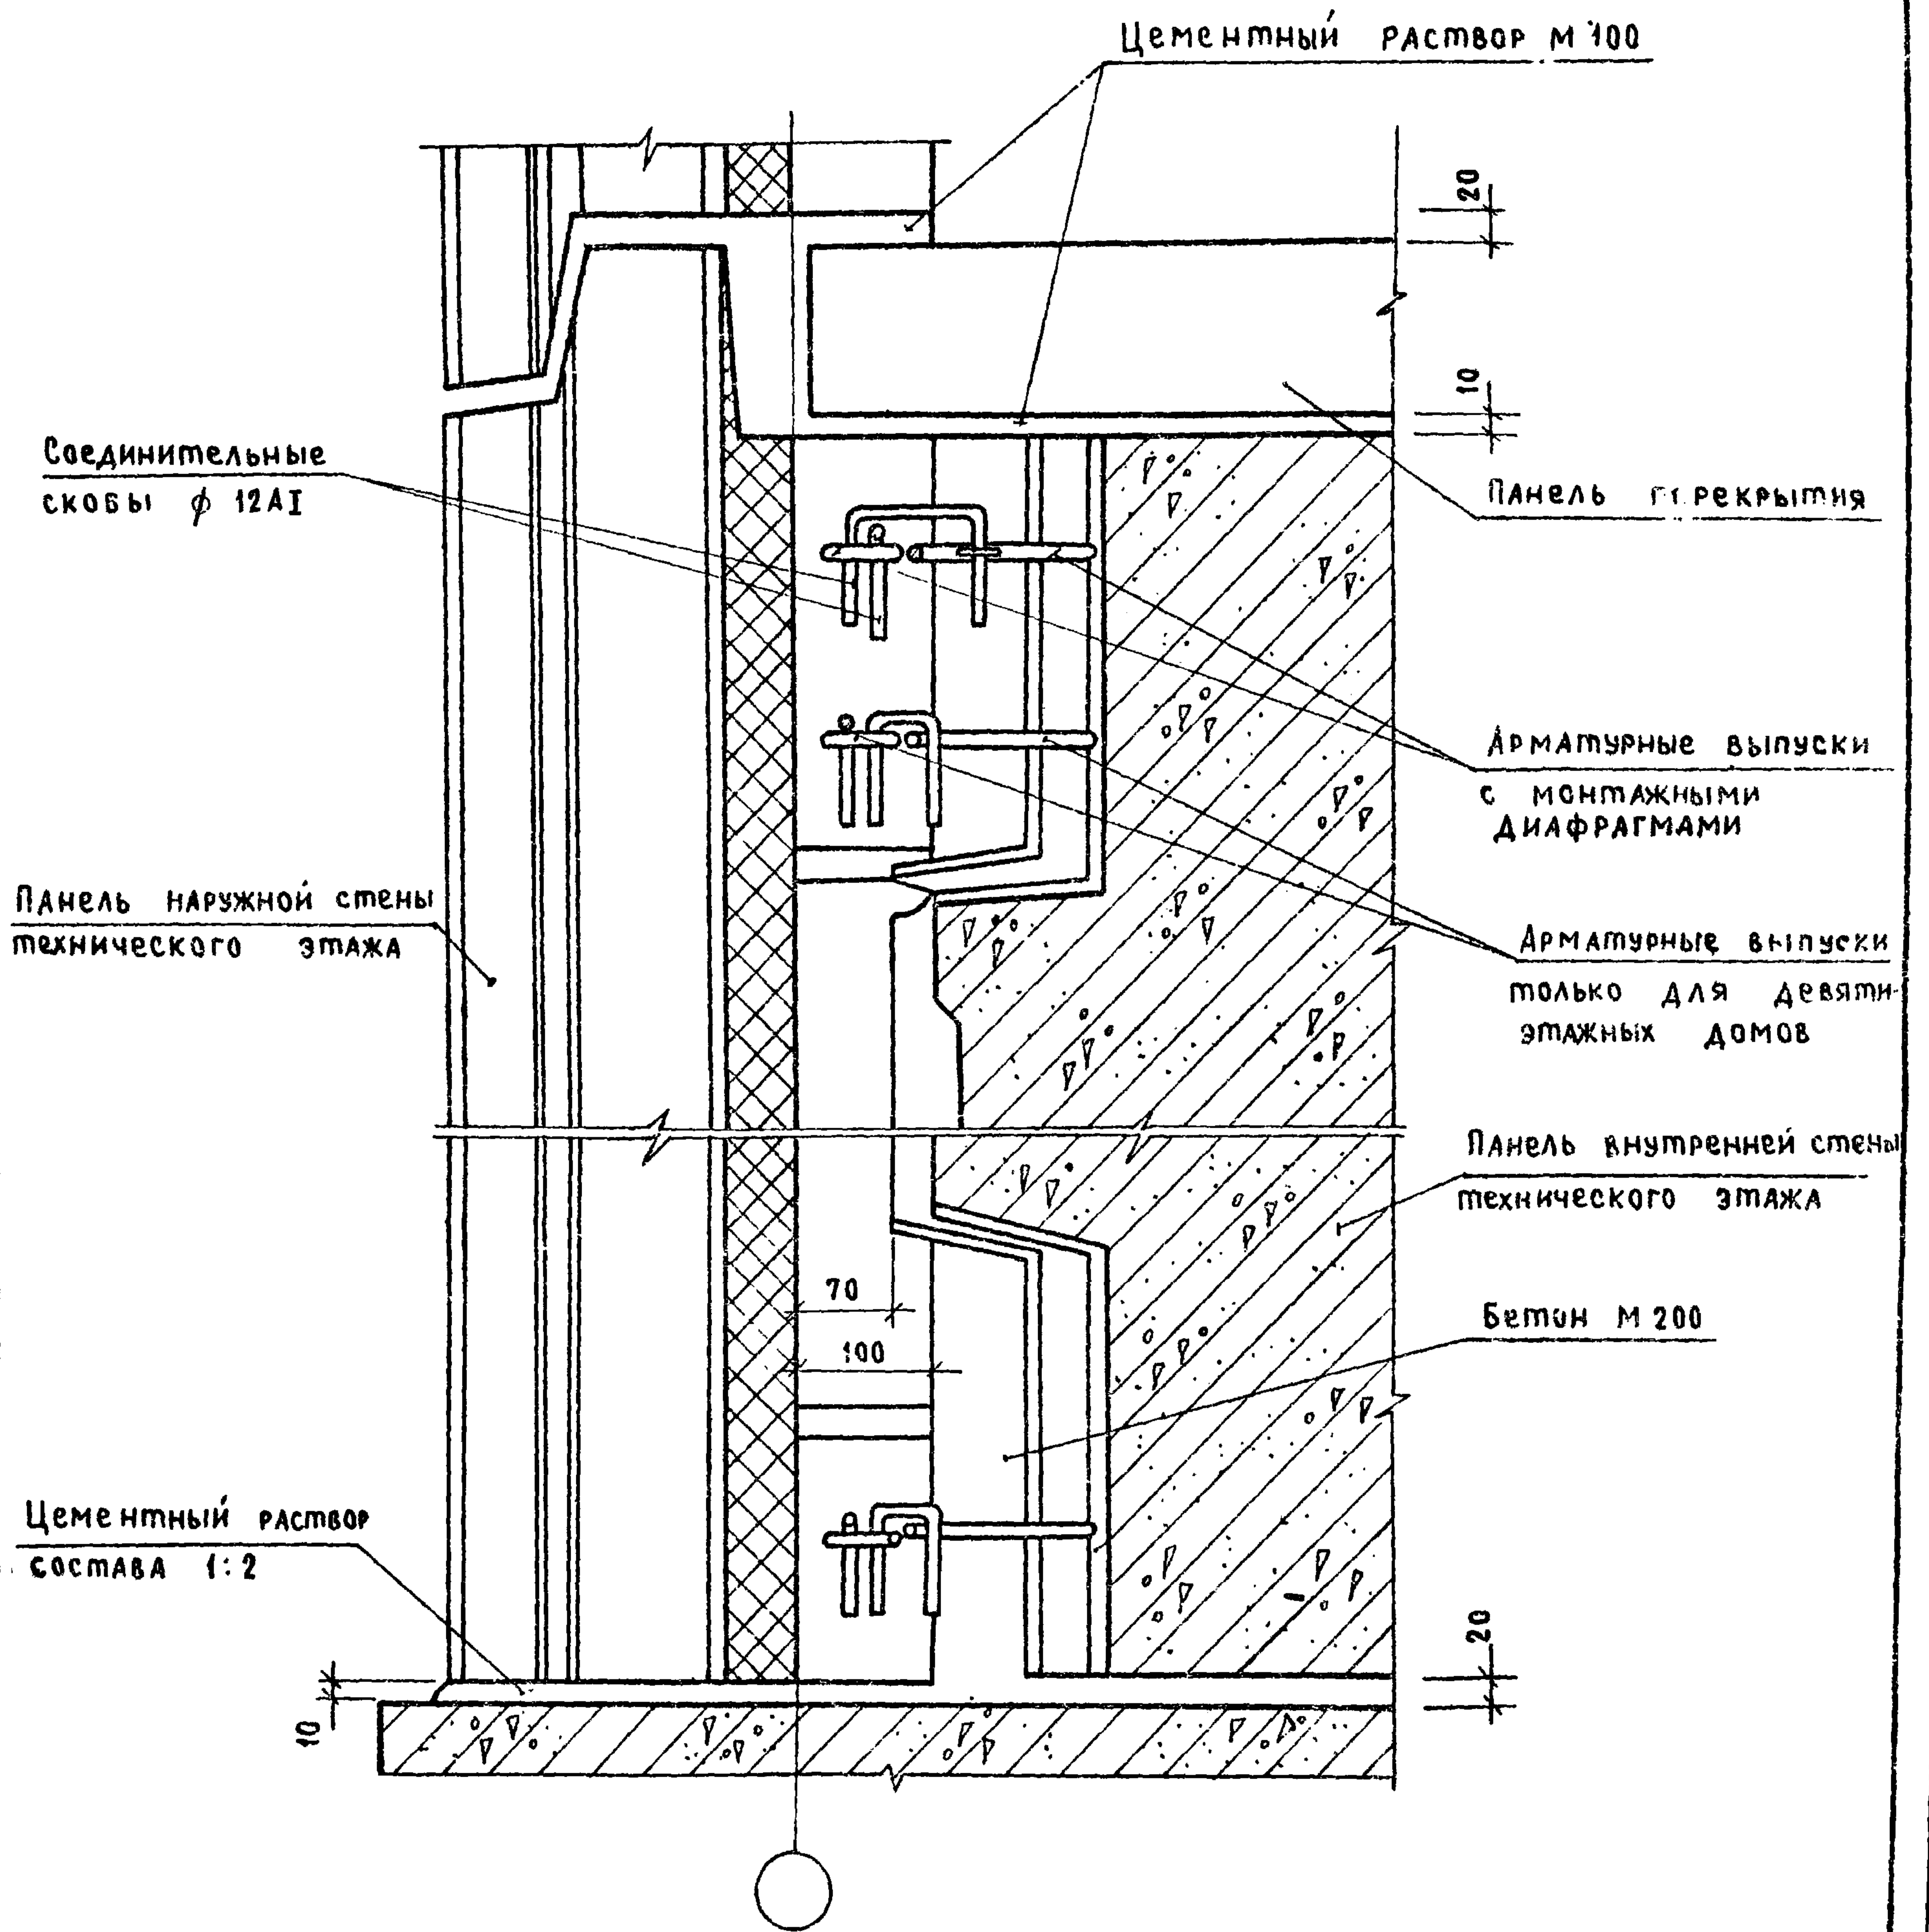 Цементный раствор М 100
20
10
Соединительные
скобы ϕ 12АI
Панель перекрытия
Арматурные выпуски
с монтажными
диафрагмами
Панель наружной стены
технического этажа
Арматурные выпуски
только для девяти-
этажных домов
Панель внутренней стены
технического этажа
70
Бетон М 200
100
Цементный раствор
состава 1:2
20
10